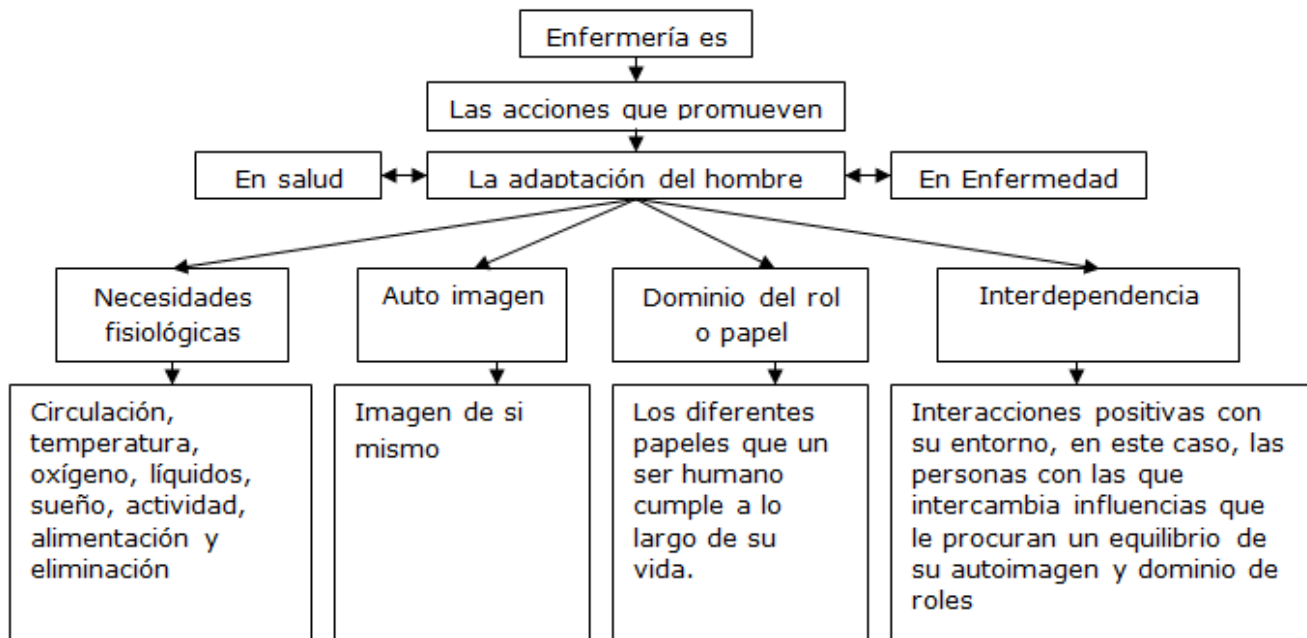 Enfermería es
Las acciones que promueven
En salud
La adaptación del hombre
En Enfermedad
Necesidades
fisiológicas
Auto imagen
Dominio del rol
o papel
Interdependencia
Circulación,
temperatura,
oxígeno, líquidos,
sueño, actividad,
alimentación y
eliminación
Imagen de si
mismo
Los diferentes
papeles que un
ser humano
cumple a lo
largo de su
vida.
Interacciones positivas con
su entorno, en este caso, las
personas con las que
intercambia influencias que
le procuran un equilibrio de
su autoimagen y dominio de
roles